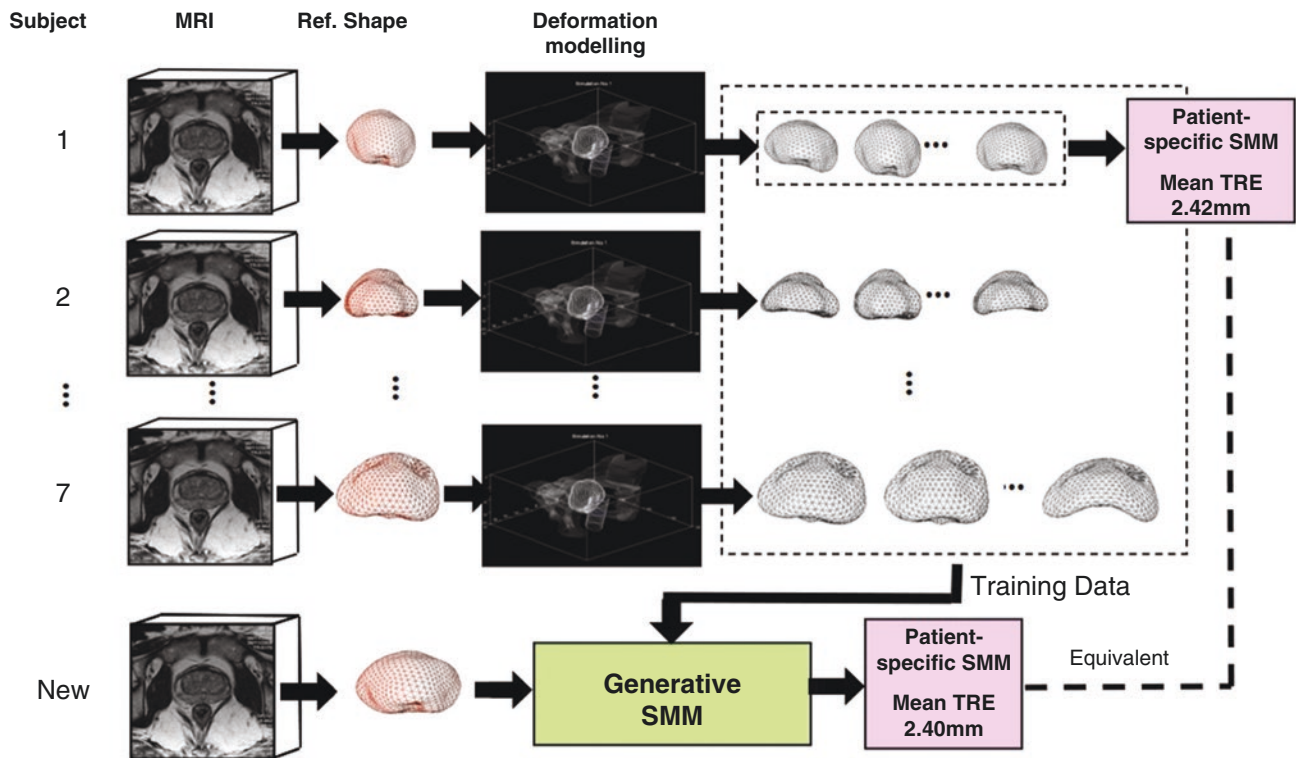 Subject MRI Ref. Shape Deformation
modelling
1
Patient-
specific SMM
Mean TRE
2.42mm
2
7
Training Data
New
Generative
SMM
Patient-
specific SMM
Mean TRE
2.40mm
Equivalent